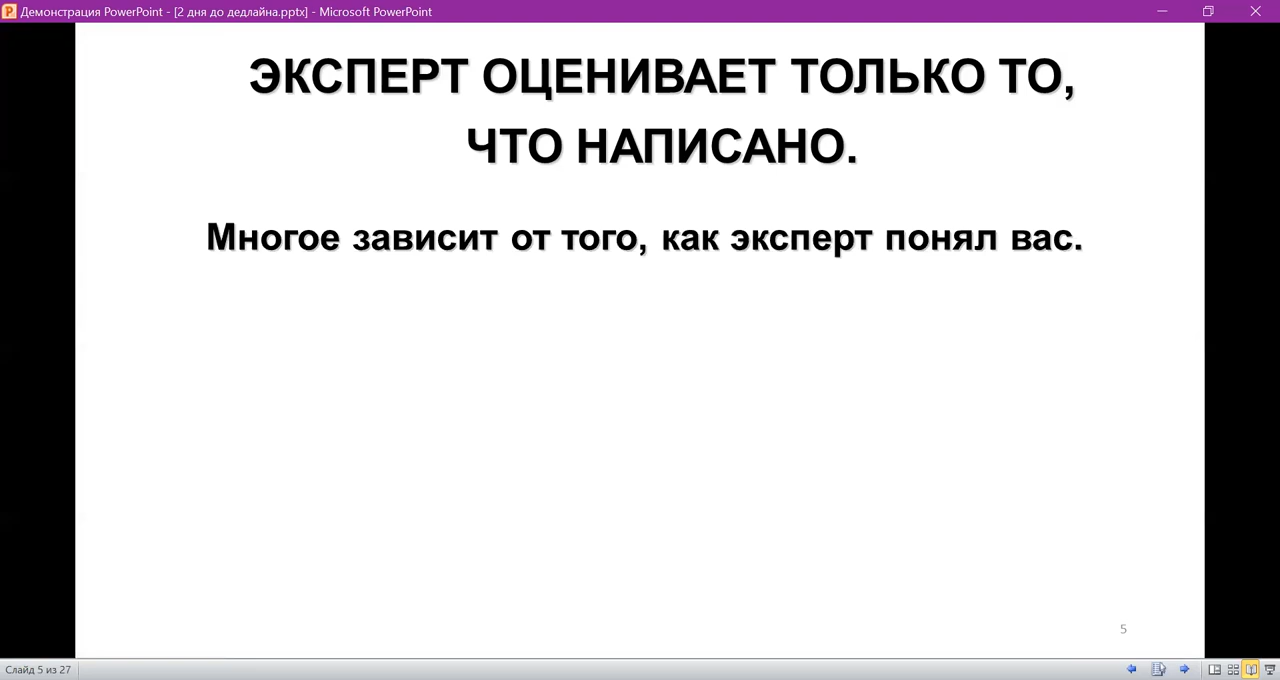 Демонстрация PowerPoint - [2 дня до дедлайна.pptx] - Microsoft PowerPoint
ЭКСПЕРТ ОЦЕНИВАЕТ ТОЛЬКО ТО,
ЧТО НАПИСАНО.
Многое зависит от того, как эксперт понял вас.
5
Слайд 5 из 27